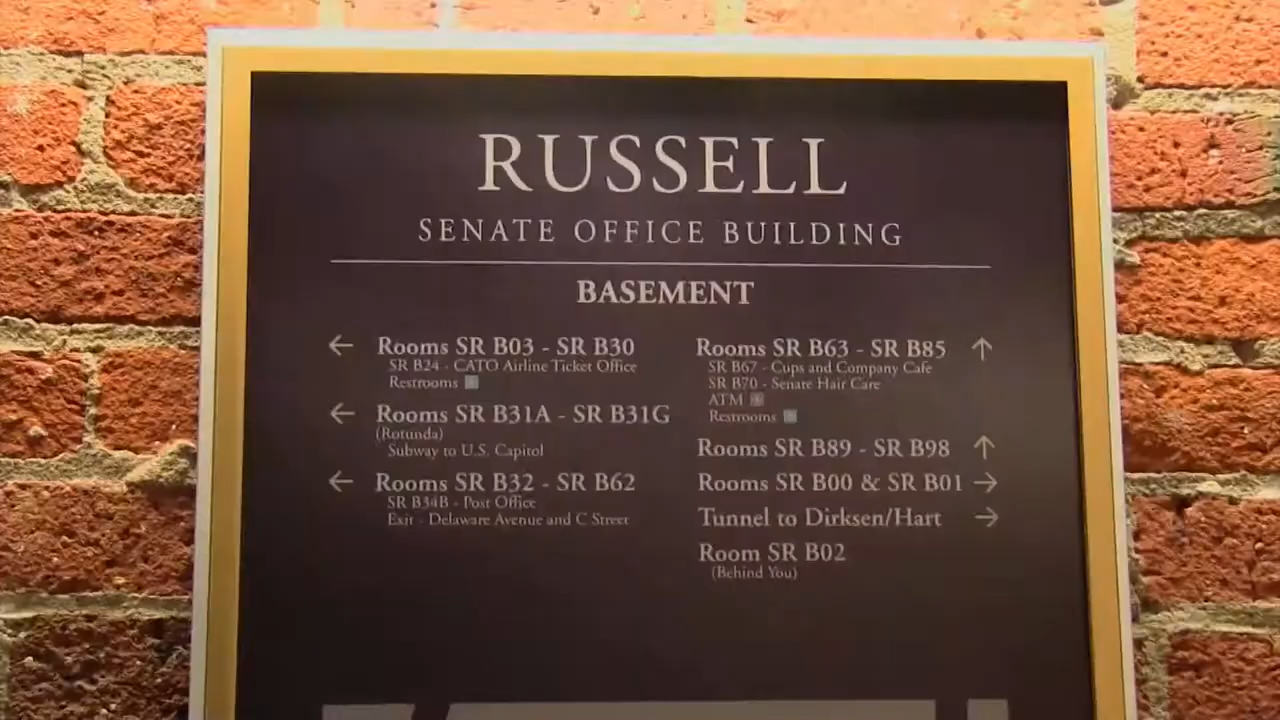 RUSSELL
SENATE OFFICE BUILDING
BASEMENT
← Rooms SR B03 - SR B30
SR B24 - CATO Airline Ticket Office
Restrooms
← Rooms SR B31A - SR B31G
(Rotunda)
Subway to U.S. Capitol
← Rooms SR B32 - SR B62
SR B34B - Post Office
Exit - Delaware Avenue and C Street
Rooms SR B63 - SR B85 ↑
SR B67 - Cups and Company Cafe
SR B70 - Senate Hair Care
ATM
Restrooms
Rooms SR B89 - SR B98 ↑
Rooms SR B00 & SR B01 →
Tunnel to Dirksen/Hart →
Room SR B02
(Behind You)